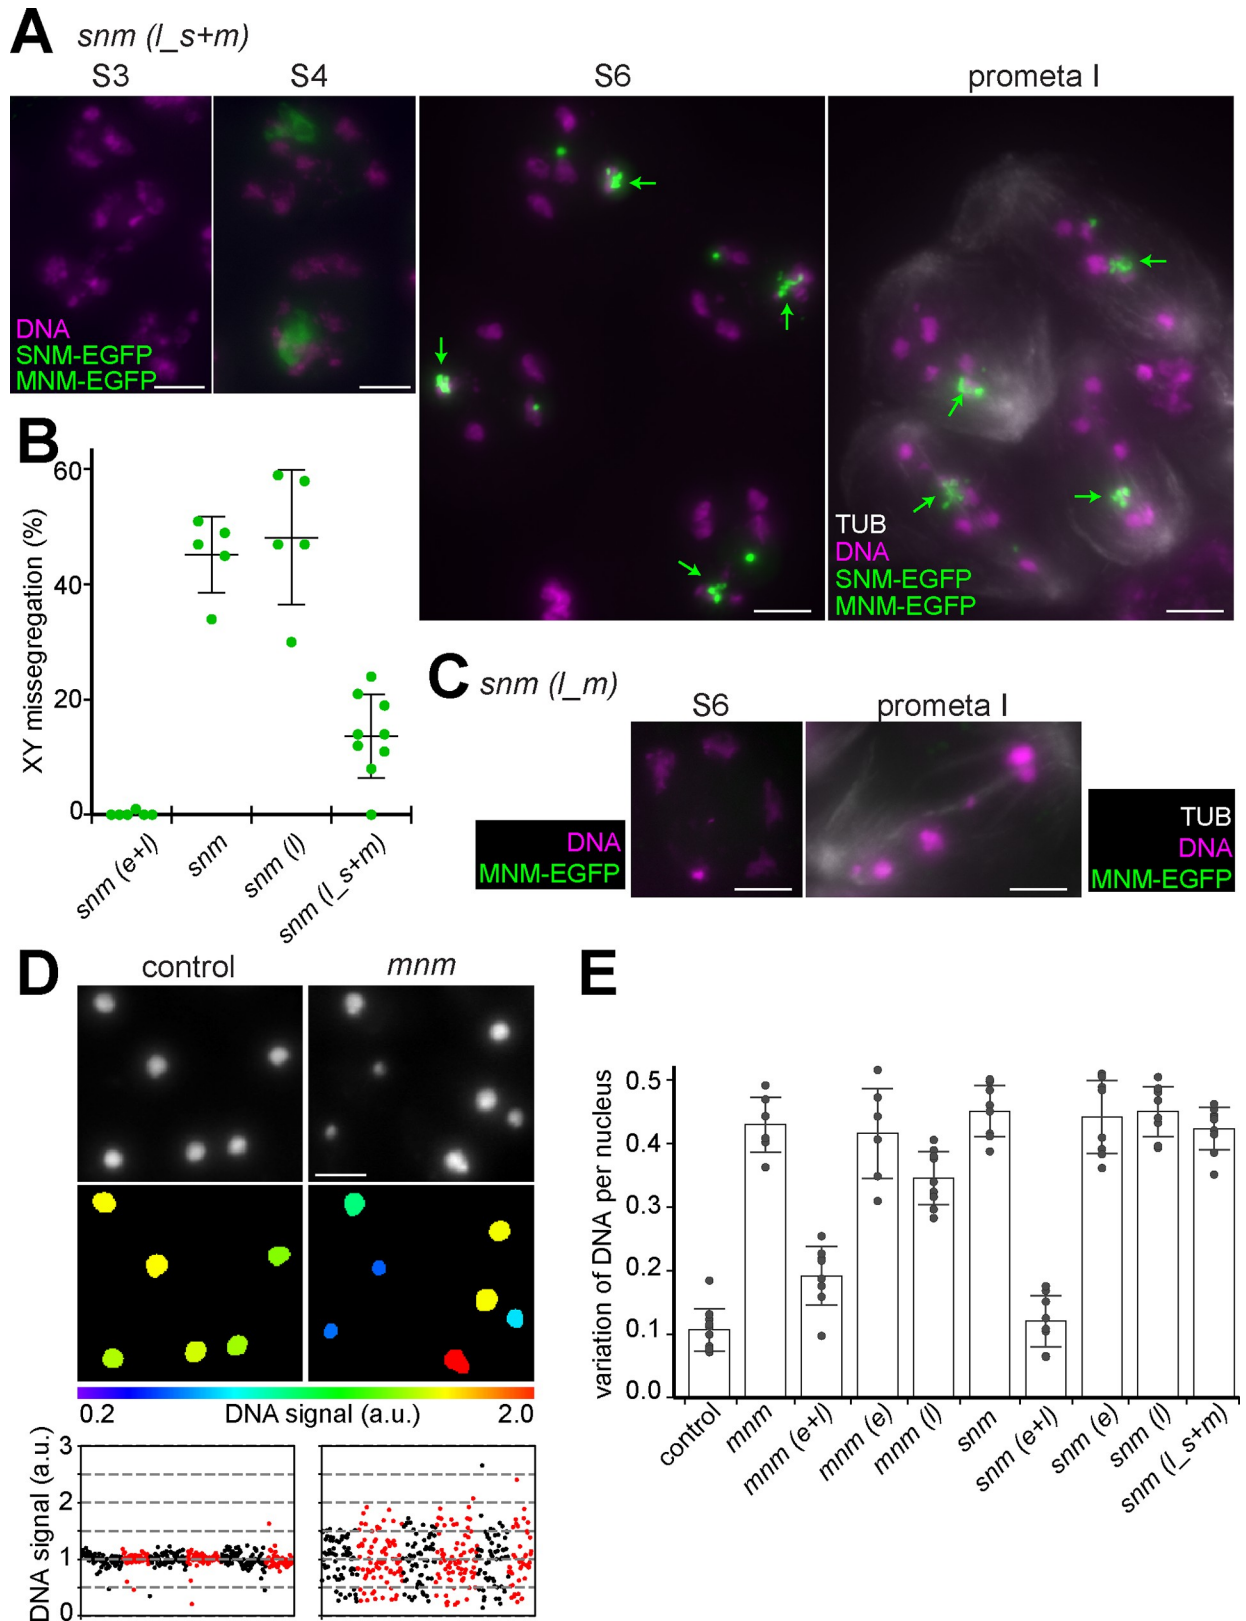 A
snm (l_s+m)
S3
S4
S6
prometa I
DNA
SNM-EGFP
MNM-EGFP
TUB
DNA
SNM-EGFP
MNM-EGFP
B
XY missegregation (%)
60
40
20
0
snm (e+l)
snm
snm (l)
snm (l_s+m)
C
snm (l_m)
S6
prometa I
DNA
MNM-EGFP
TUB
DNA
MNM-EGFP
D
control
mnm
0.2
DNA signal (a.u.)
2.0
DNA signal (a.u.)
3
2
1
0
E
variation of DNA per nucleus
0.5
0.4
0.3
0.2
0.1
0.0
control
mnm
mnm (e+l)
mnm (e)
mnm (l)
snm
snm (e+l)
snm (e)
snm (l)
snm (l_s+m)